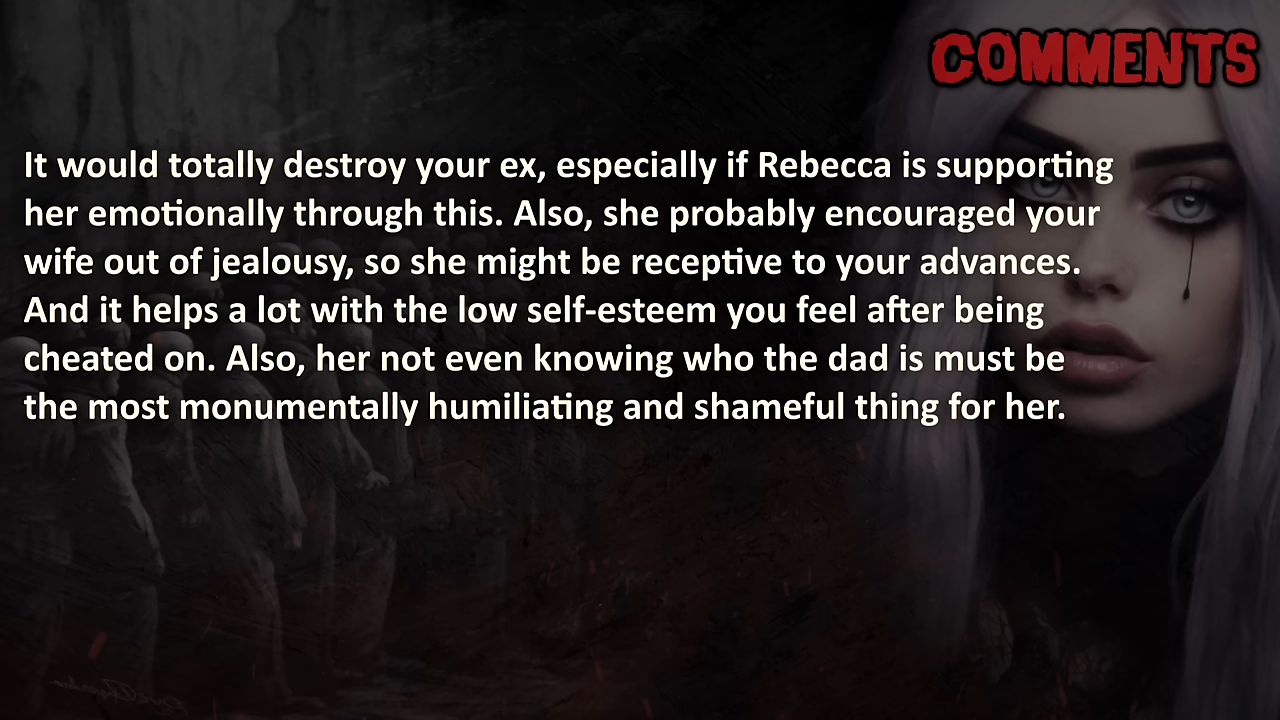 COMMENTS
It would totally destroy your ex, especially if Rebecca is supporting
her emotionally through this. Also, she probably encouraged your
wife out of jealousy, so she might be receptive to your advances.
And it helps a lot with the low self-esteem you feel after being
cheated on. Also, her not even knowing who the dad is must be
the most monumentally humiliating and shameful thing for her.